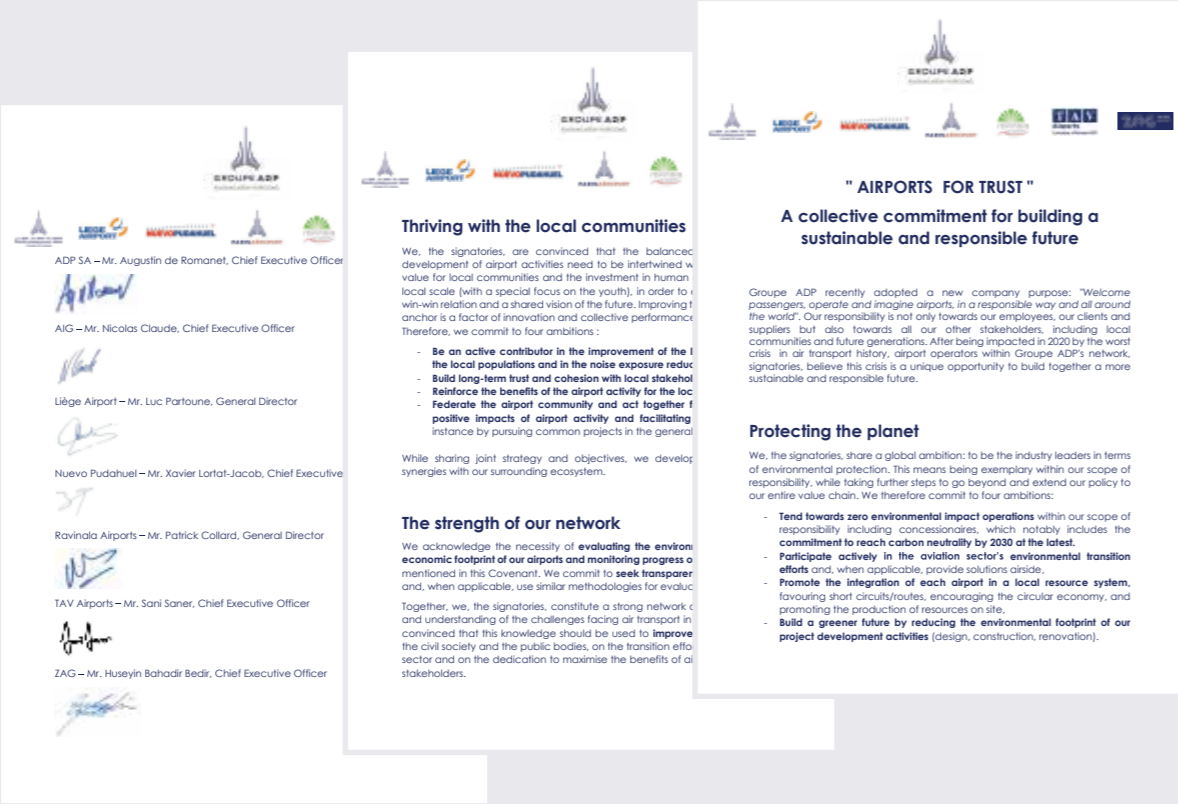 GROUPE ADP
LIEGE AIRPORT NUEVOPUDAHUEL TAV Airports ZAG
" AIRPORTS FOR TRUST "
A collective commitment for building a
sustainable and responsible future
Groupe ADP recently adopted a new company purpose: "Welcome
passengers, operate and imagine airports, in a responsible way and all around
the world". Our responsibility is not only towards our employees, our clients and
suppliers but also towards all our other stakeholders, including local
communities and future generations. After being impacted in 2020 by the worst
crisis in air transport history, airport operators within Groupe ADP's network,
signatories, believe this crisis is a unique opportunity to build together a more
sustainable and responsible future.
Protecting the planet
We, the signatories, share a global ambition: to be the industry leaders in terms
of environmental protection. This means being exemplary within our scope of
responsibility, while taking further steps to go beyond and extend our policy to
our entire value chain. We therefore commit to four ambitions:
- Tend towards zero environmental impact operations within our scope of
responsibility including concessionaires, which notably includes the
commitment to reach carbon neutrality by 2030 at the latest.
- Participate actively in the aviation sector's environmental transition
efforts and, when applicable, provide solutions airside,
- Promote the integration of each airport in a local resource system,
favouring short circuits/routes, encouraging the circular economy, and
promoting the production of resources on site,
- Build a greener future by reducing the environmental footprint of our
project development activities (design, construction, renovation).
GROUPE ADP
LIEGE AIRPORT NUEVOPUDAHUEL
Thriving with the local communities
We, the signatories, are convinced that the balanced
development of airport activities need to be intertwined w
value for local communities and the investment in human
local scale (with a special focus on the youth), in order to
win-win relation and a shared vision of the future. Improving t
anchor is a factor of innovation and collective performance
Therefore, we commit to four ambitions :
- Be an active contributor in the improvement of the l
the local populations and in the noise exposure reduc
- Build long-term trust and cohesion with local stakehol
- Reinforce the benefits of the airport activity for the loc
- Federate the airport community and act together f
positive impacts of airport activity and facilitating
instance by pursuing common projects in the general
While sharing joint strategy and objectives, we develop
synergies with our surrounding ecosystem.
The strength of our network
We acknowledge the necessity of evaluating the environ
economic footprint of our airports and monitoring progress o
mentioned in this Covenant. We commit to seek transparen
and, when applicable, use similar methodologies for evaluc
Together, we, the signatories, constitute a strong network
and understanding of the challenges facing air transport in
convinced that this knowledge should be used to improve
the civil society and the public bodies, on the transition effo
sector and on the dedication to maximise the benefits of ai
stakeholders.
GROUPE ADP
LIEGE AIRPORT NUEVOPUDAHUEL
ADP SA – Mr. Augustin de Romanet, Chief Executive Officer
AIG – Mr. Nicolas Claude, Chief Executive Officer
Liège Airport – Mr. Luc Partoune, General Director
Nuevo Pudahuel – Mr. Xavier Lortat-Jacob, Chief Executive
Ravinala Airports – Mr. Patrick Collard, General Director
TAV Airports – Mr. Sani Saner, Chief Executive Officer
ZAG – Mr. Huseyin Bahadir Bedir, Chief Executive Officer